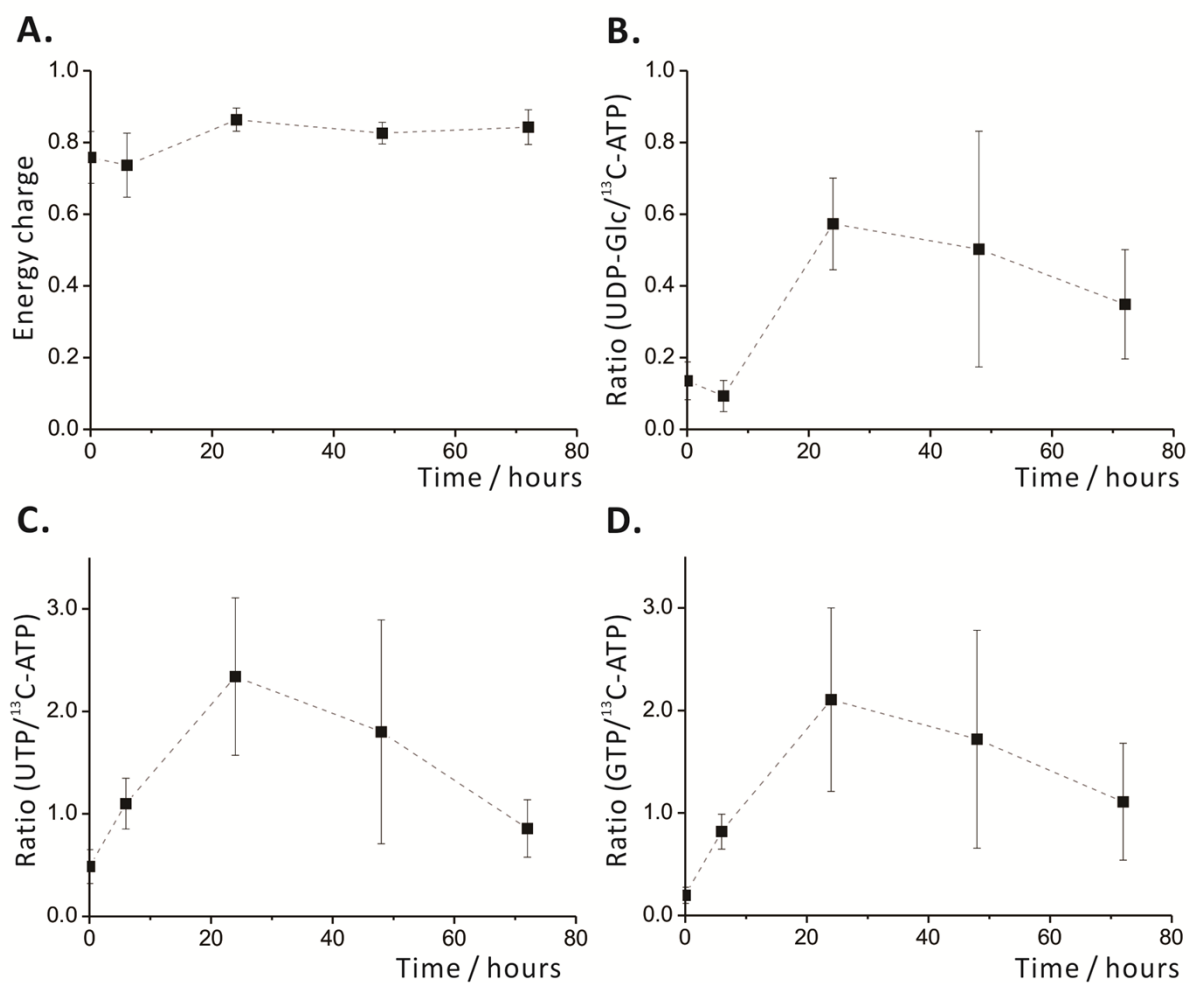 A.
1.0
0.8
0.6
0.4
0.2
0.0
Energy charge
0 20 40 60 80
Time / hours
B.
1.0
0.8
0.6
0.4
0.2
0.0
Ratio (UDP-Glc/¹³C-ATP)
0 20 40 60 80
Time / hours
C.
3.0
2.0
1.0
0.0
Ratio (UTP/¹³C-ATP)
0 20 40 60 80
Time / hours
D.
3.0
2.0
1.0
0.0
Ratio (GTP/¹³C-ATP)
0 20 40 60 80
Time / hours